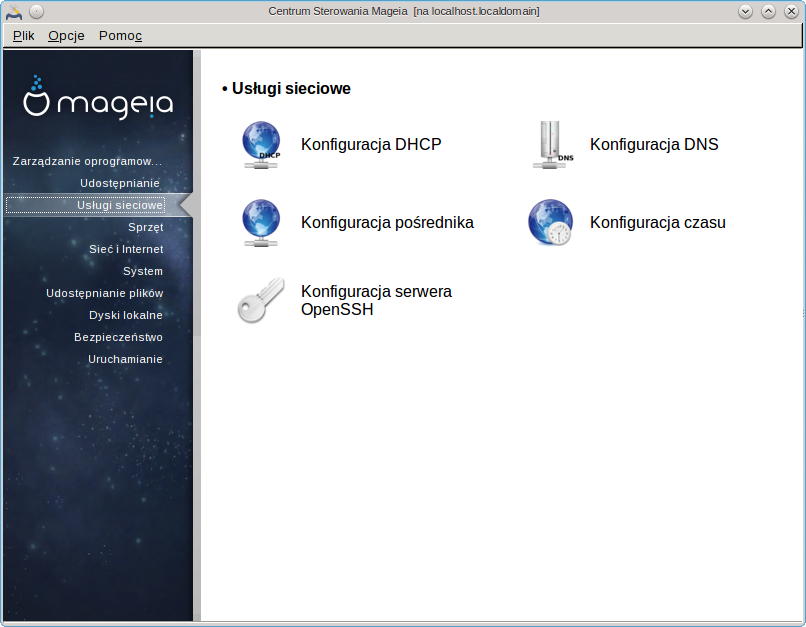 Centrum Sterowania Mageia [na localhost.localdomain]
Plik Opcje Pomoc
mageia
Zarządzanie oprogramow...
Udostępnianie
Usługi sieciowe
Sprzęt
Sieć i Internet
System
Udostępnianie plików
Dyski lokalne
Bezpieczeństwo
Uruchamianie
• Usługi sieciowe
DHCP
Konfiguracja DHCP
DNS
Konfiguracja DNS
Konfiguracja pośrednika
Konfiguracja czasu
Konfiguracja serwera
OpenSSH